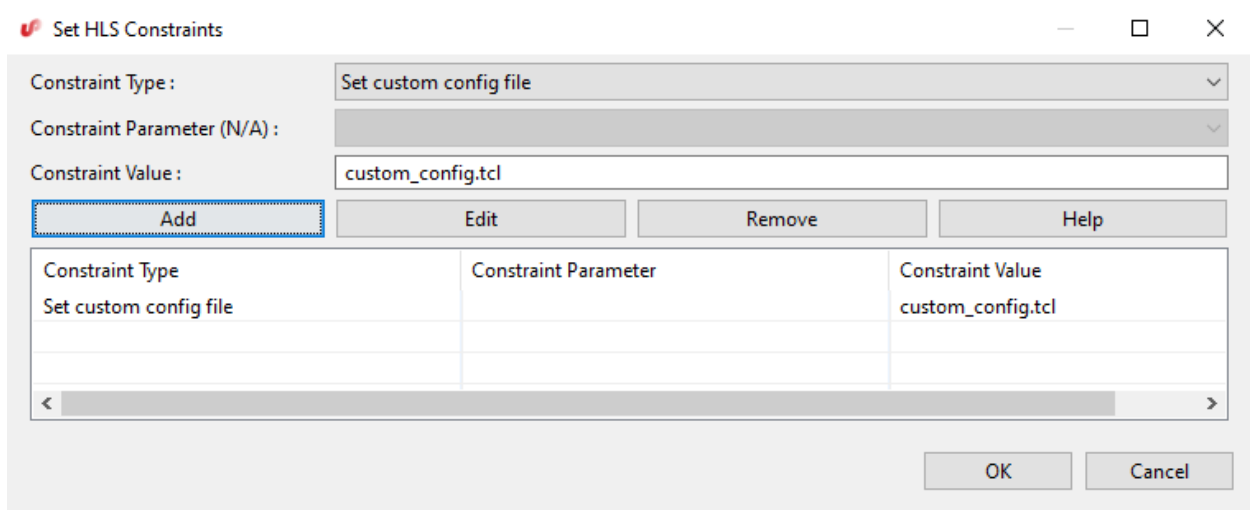 Set HLS Constraints
Constraint Type : Set custom config file
Constraint Parameter (N/A) :
Constraint Value : custom_config.tcl
Add Edit Remove Help
Constraint Type Constraint Parameter Constraint Value
Set custom config file custom_config.tcl
OK Cancel